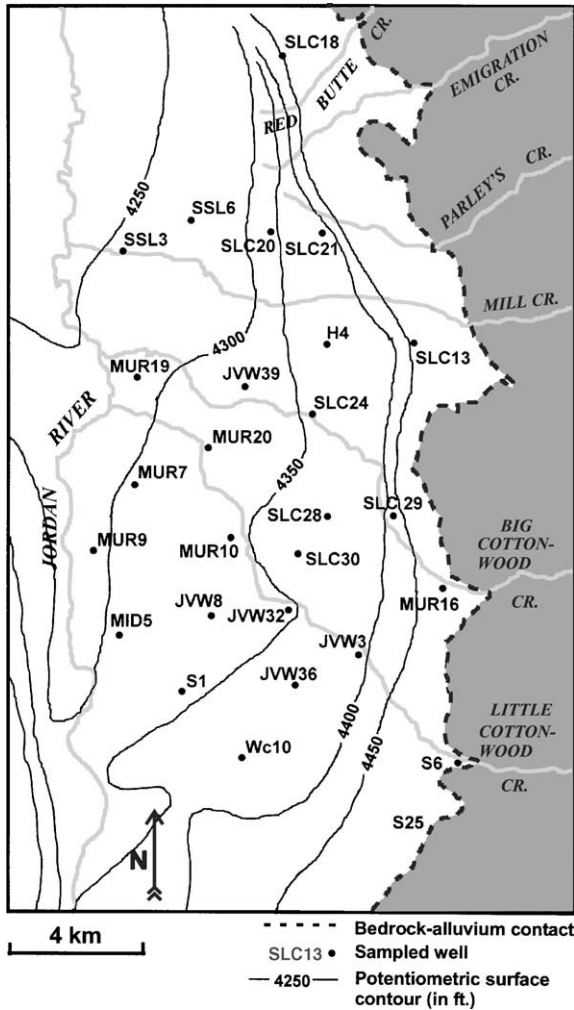 SLC18
BUTTE
CR.
RED
EMIGRATION
CR.
PARLEY'S CR.
4250
SSL6
SSL3
SLC20
SLC21
MILL CR.
4300
H4
SLC13
MUR19
JVW39
RIVER
SLC24
MUR20
4350
MUR7
JORDAN
SLC28
SLC29
BIG
COTTON-
WOOD
CR.
MUR9
MUR10
SLC30
JVW8
JVW32
MUR16
MID5
JVW3
S1
JVW36
LITTLE
COTTON-
WOOD
CR.
4400
4450
Wc10
S6
S25
N
4 km
Bedrock-alluvium contact
SLC13 Sampled well
4250 Potentiometric surface
contour (in ft.)